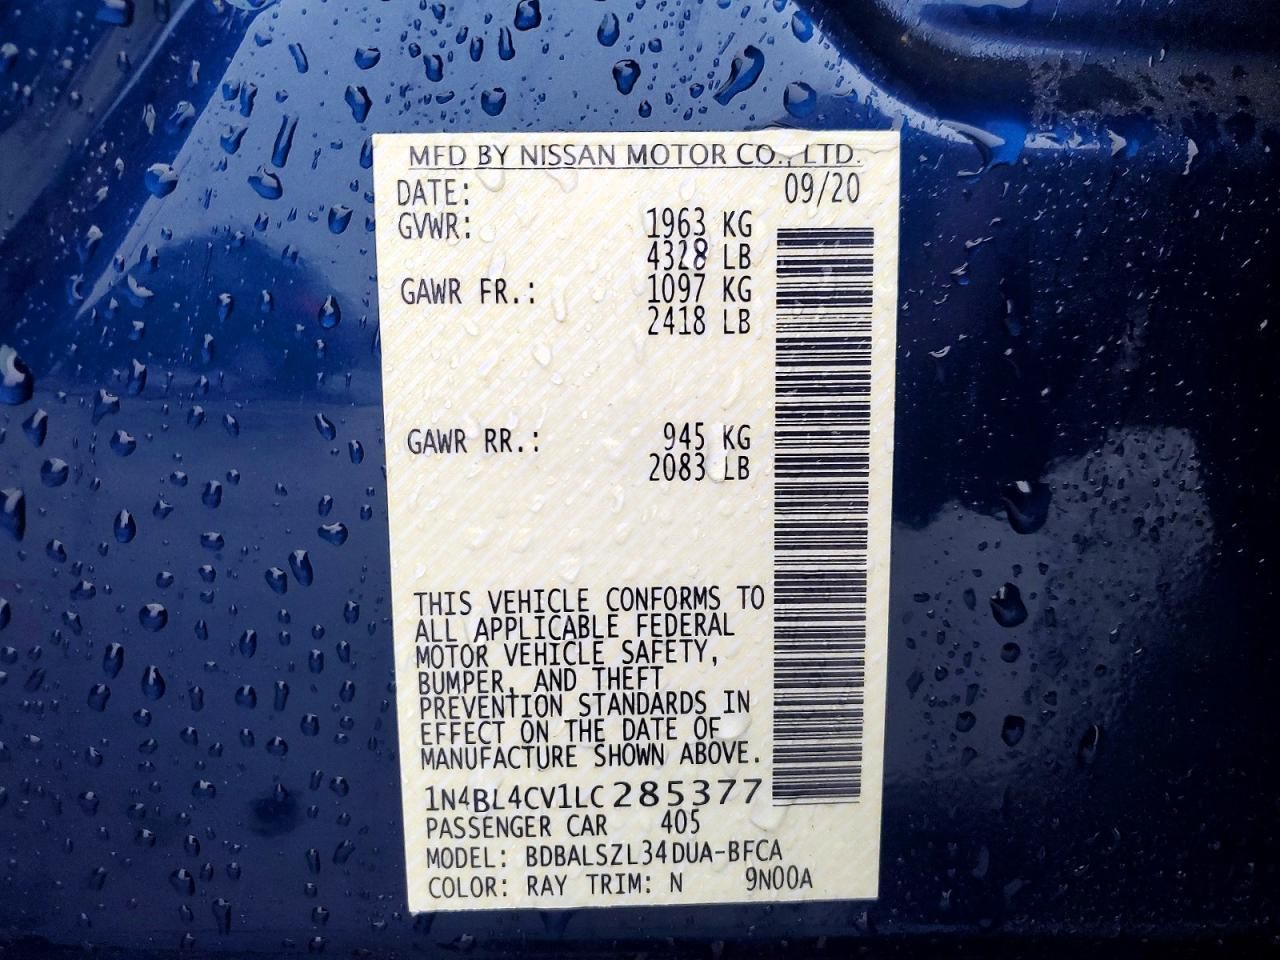 MFD BY NISSAN MOTOR CO., LTD.
DATE: 09/20
GVWR: 1963 KG
4328 LB
GAWR FR.: 1097 KG
2418 LB
GAWR RR.: 945 KG
2083 LB
THIS VEHICLE CONFORMS TO
ALL APPLICABLE FEDERAL
MOTOR VEHICLE SAFETY,
BUMPER, AND THEFT
PREVENTION STANDARDS IN
EFFECT ON THE DATE OF
MANUFACTURE SHOWN ABOVE.
1N4BL4CV1LC285377
PASSENGER CAR 405
MODEL: BDBALSZL34DUA-BFCA
COLOR: RAY TRIM: N 9N00A